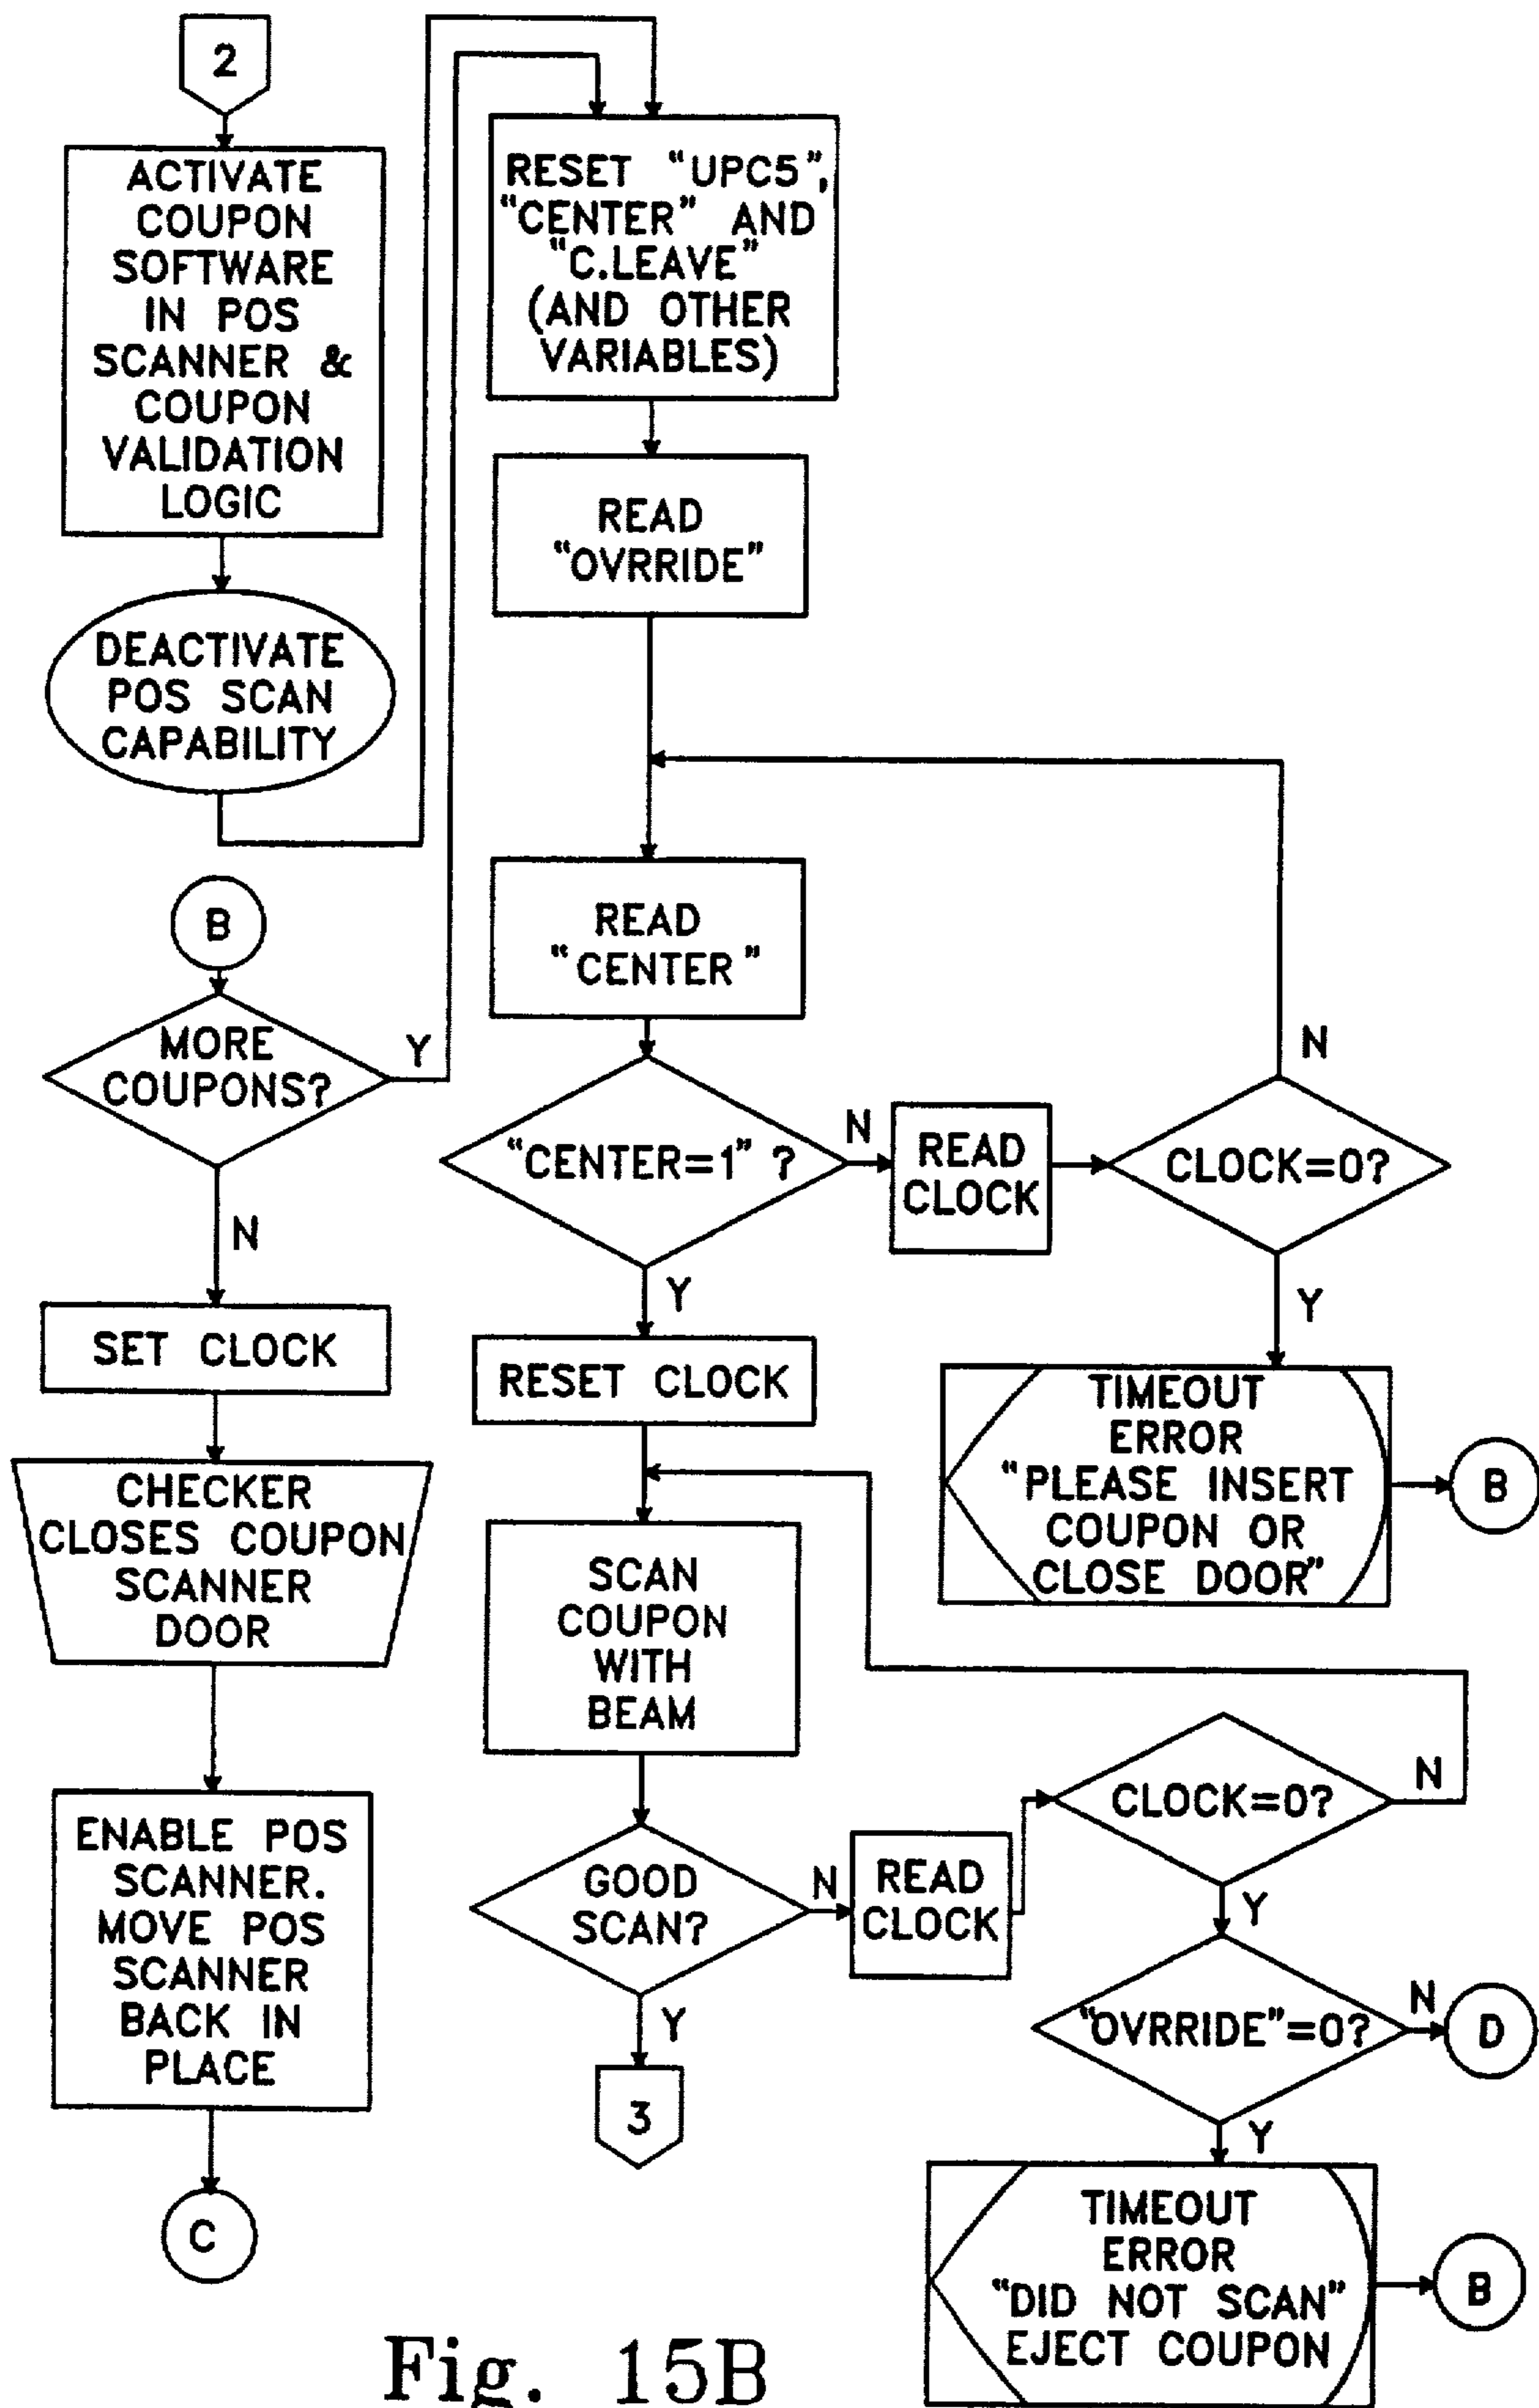 2
ACTIVATE
COUPON
SOFTWARE
IN POS
SCANNER &
COUPON
VALIDATION
LOGIC
DEACTIVATE
POS SCAN
CAPABILITY
B
MORE
COUPONS?
Y
N
SET CLOCK
CHECKER
CLOSES COUPON
SCANNER
DOOR
ENABLE POS
SCANNER.
MOVE POS
SCANNER
BACK IN
PLACE
C
RESET “UPC5”,
“CENTER” AND
“C.LEAVE”
(AND OTHER
VARIABLES)
READ
“OVRRIDE”
READ
“CENTER”
“CENTER=1” ?
N
READ
CLOCK
CLOCK=0?
N
Y
TIMEOUT
ERROR
“PLEASE INSERT
COUPON OR
CLOSE DOOR”
B
Y
RESET CLOCK
SCAN
COUPON
WITH
BEAM
GOOD
SCAN?
N
READ
CLOCK
CLOCK=0?
N
Y
“OVRRIDE”=0?
N
D
Y
TIMEOUT
ERROR
“DID NOT SCAN”
EJECT COUPON
B
Y
3
Fig. 15B